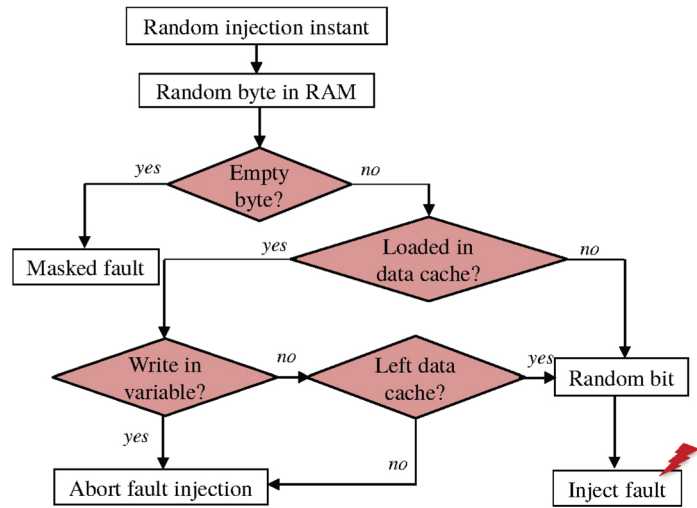 Random injection instant
Random byte in RAM
yes
no
Empty
byte?
yes
no
Masked fault
Loaded in
data cache?
Write in
variable?
no
Left data
cache?
yes
Random bit
yes
no
Abort fault injection
Inject fault